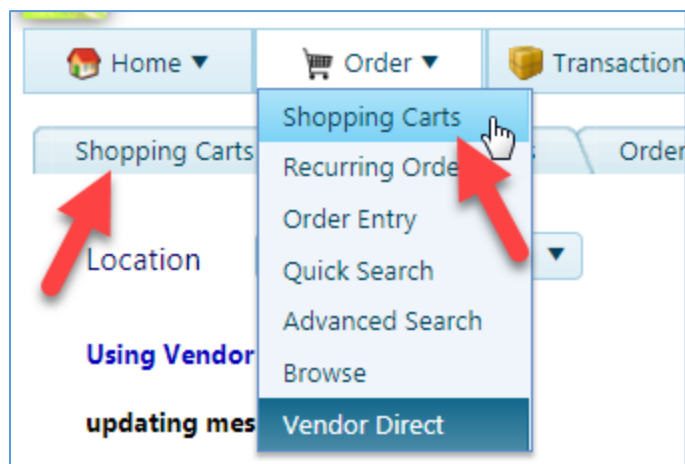 Home ▼ Order ▼ Transaction
Shopping Carts
Shopping Carts Order
Recurring Orde
Order Entry
Location ▼
Quick Search
Advanced Search
Using Vendor
Browse
updating mes
Vendor Direct